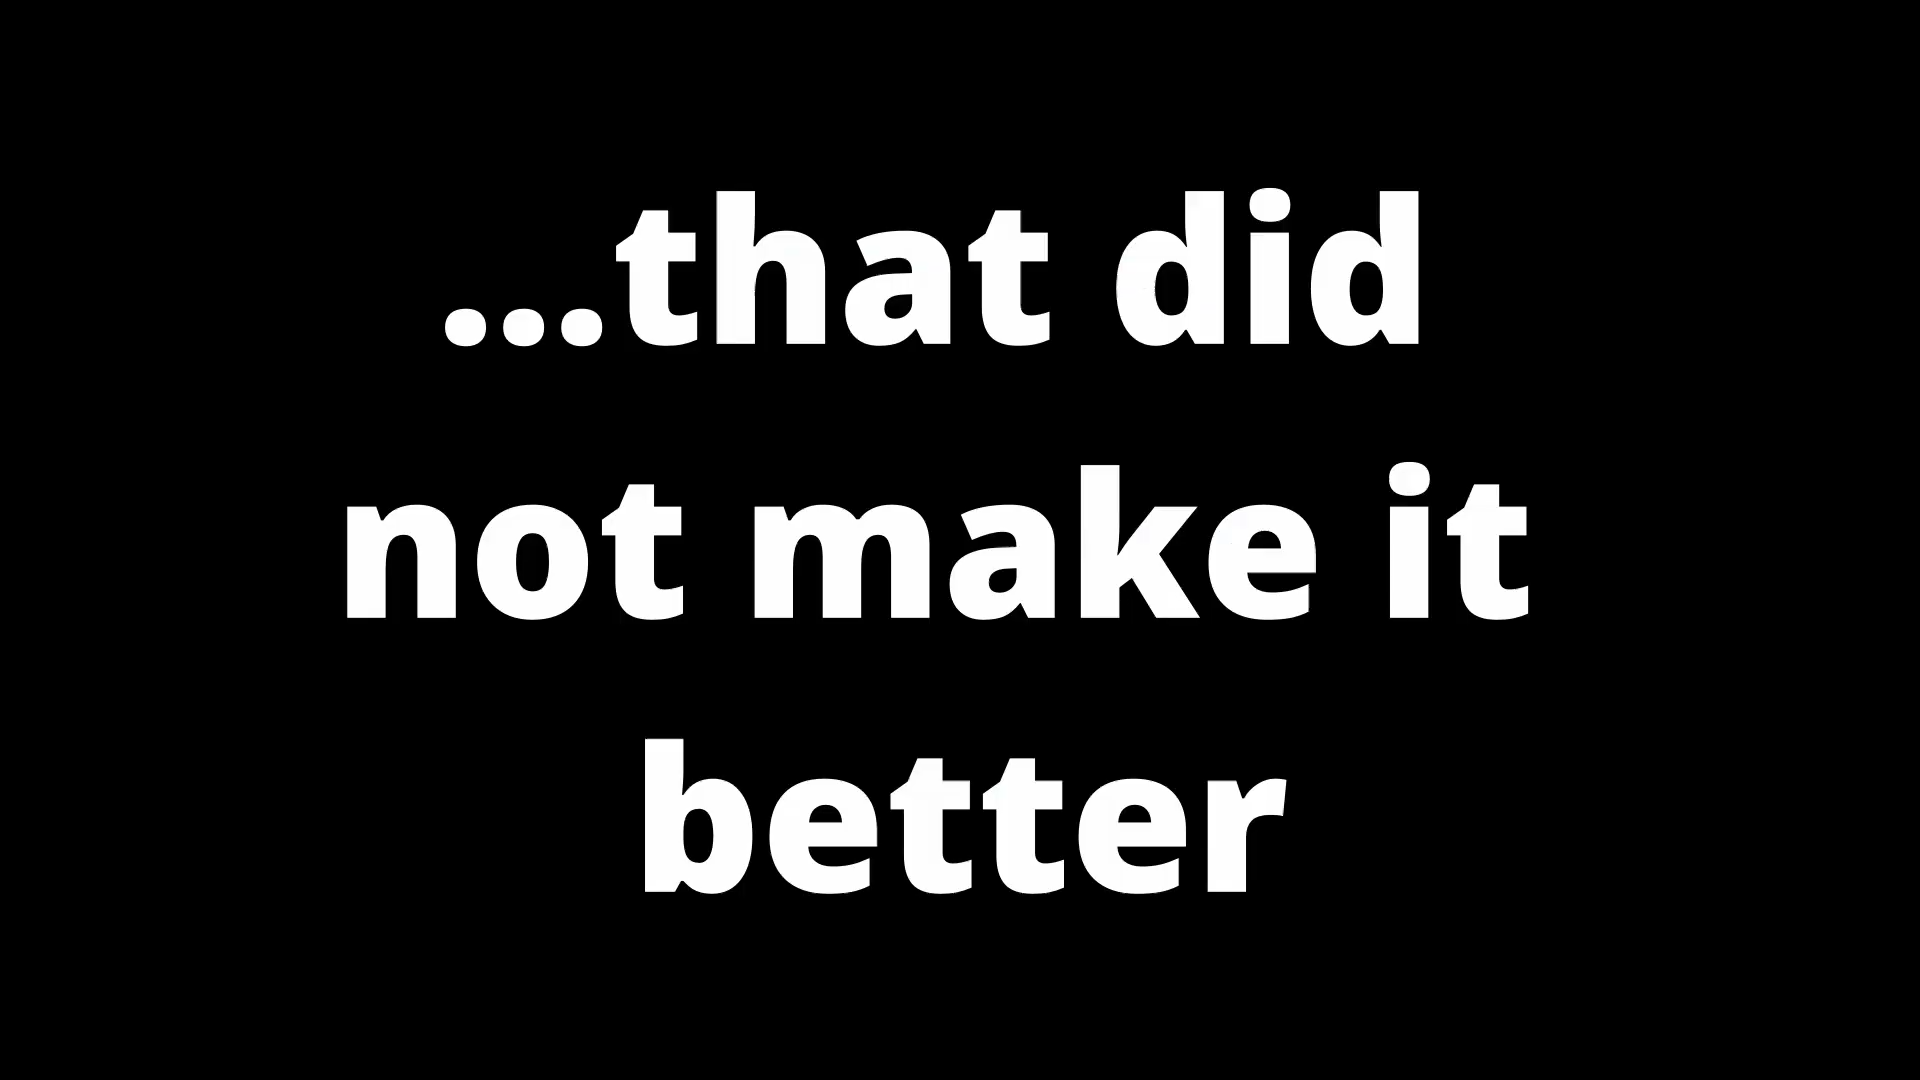 ...that did
not make it
better